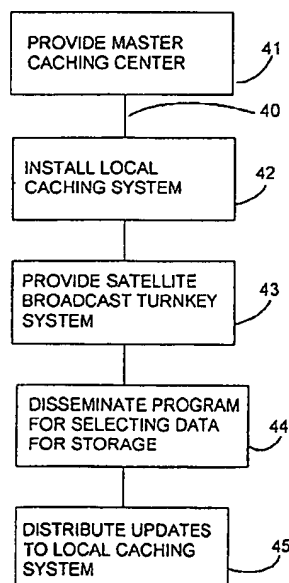 PROVIDE MASTER
CACHING CENTER
41
40
INSTALL LOCAL
CACHING SYSTEM
42
PROVIDE SATELLITE
BROADCAST TURNKEY
SYSTEM
43
DISSEMINATE PROGRAM
FOR SELECTING DATA
FOR STORAGE
44
DISTRIBUTE UPDATES
TO LOCAL CACHING
SYSTEM
45